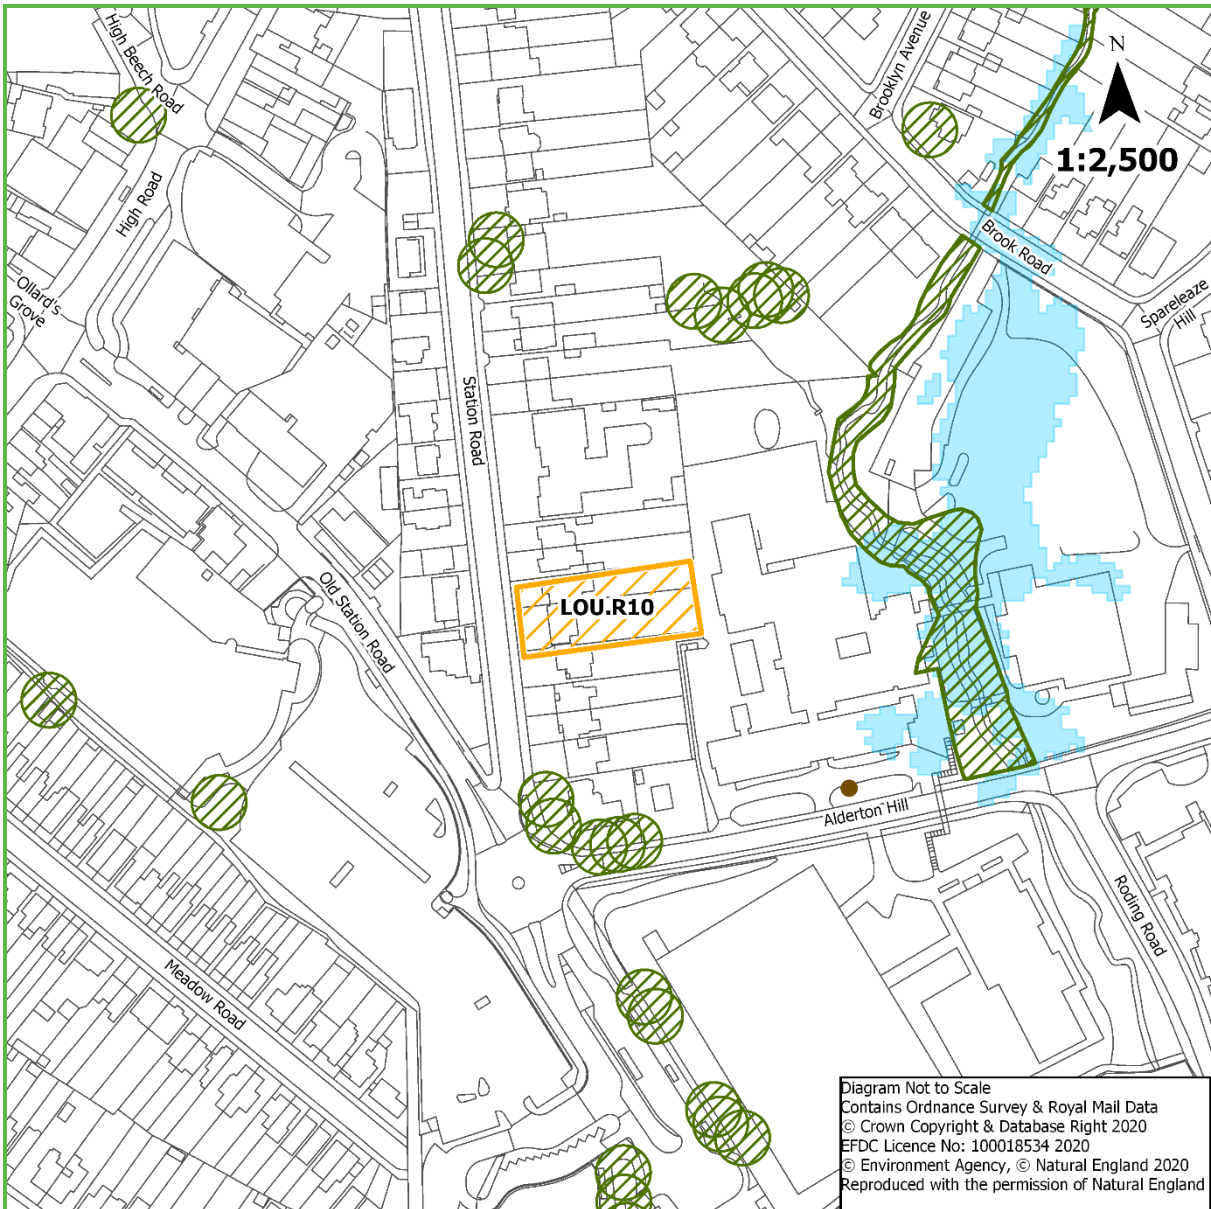 High Beech Road
Brooklyn Avenue
N
1:2,500
High Road
Brook Road
Ollard's
Grove
Spareleaze
Hill
Station Road
Old Station Road
LOU.R10
Alderton Hill
Roding Road
Meadow Road
Diagram Not to Scale
Contains Ordnance Survey & Royal Mail Data
© Crown Copyright & Database Right 2020
EFDC Licence No: 100018534 2020
© Environment Agency, © Natural England 2020
Reproduced with the permission of Natural England